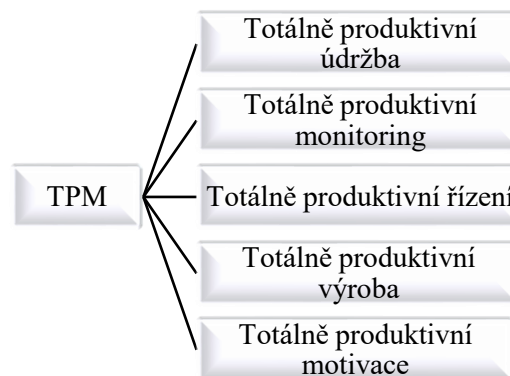 Totálně produktivní
údržba
Totálně produktivní
monitoring
TPM
Totálně produktivní řízení
Totálně produktivní
výroba
Totálně produktivní
motivace